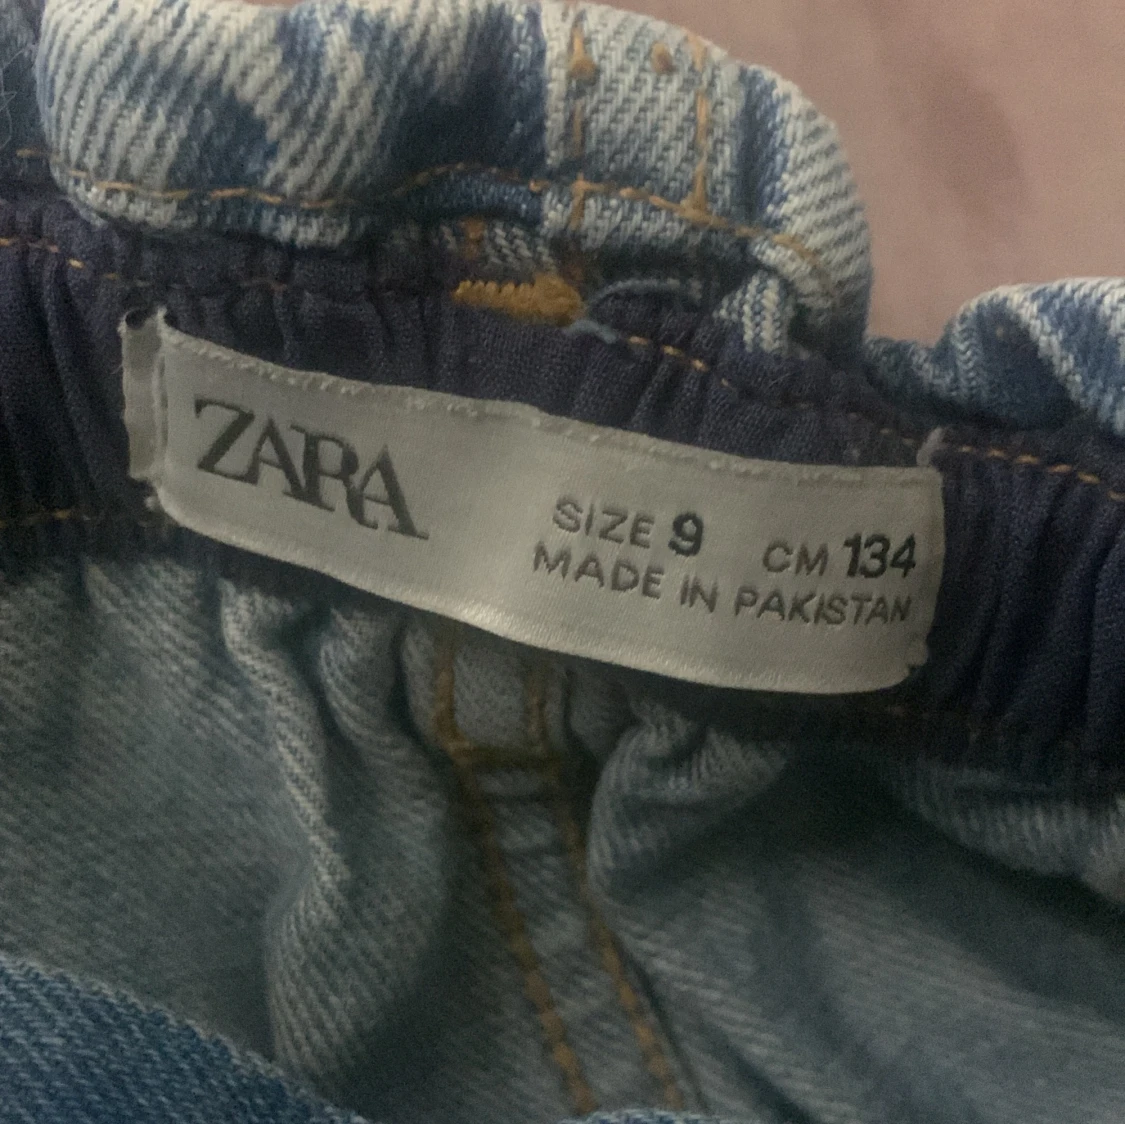 ZARA
SIZE 9 CM 134
MADE IN PAKISTAN